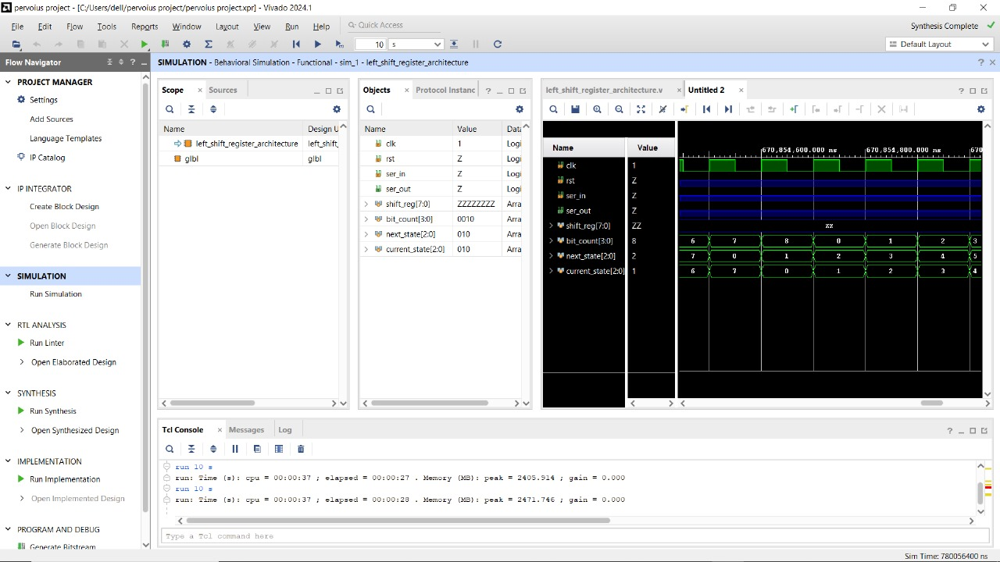 pervoius project - [C:/Users/dell/pervoius project/pervoius project.xpr] - Vivado 2024.1
File Edit Flow Tools Reports Window Layout View Run Help Quick Access Synthesis Complete
10 s Default Layout
Flow Navigator ?
SIMULATION - Behavioral Simulation - Functional - sim_1 - left_shift_register_architecture ?
PROJECT MANAGER
Settings
Add Sources
Language Templates
IP Catalog
IP INTEGRATOR
Create Block Design
Open Block Design
Generate Block Design
SIMULATION
Run Simulation
RTL ANALYSIS
Run Linter
Open Elaborated Design
SYNTHESIS
Run Synthesis
Open Synthesized Design
IMPLEMENTATION
Run Implementation
Open Implemented Design
PROGRAM AND DEBUG
Generate Bitstream
Scope Sources
Name Design U
left_shift_register_architecture left_shift_
glbl glbl
Objects Protocol Instanc ?
Name Value Data
clk 1 Logi
rst Z Logi
ser_in Z Logi
ser_out Z Logi
shift_reg[7:0] ZZZZZZZZ Arra
bit_count[3:0] 0010 Arra
next_state[2:0] 010 Arra
current_state[2:0] 010 Arra
left_shift_register_architecture.v Untitled 2 ?
Name Value
670,854,600.000 ns 670,854,800.000 ns 670
clk 1
rst Z
ser_in Z
ser_out Z
shift_reg[7:0] ZZ ZZ
bit_count[3:0] 8 6 7 8 0 1 2 3
next_state[2:0] 2 7 0 1 2 3 4 5
current_state[2:0] 1 6 7 0 1 2 3 4
Tcl Console Messages Log ?
run 10 s
run: Time (s): cpu = 00:00:37 ; elapsed = 00:00:27 . Memory (MB): peak = 2405.914 ; gain = 0.000
run 10 s
run: Time (s): cpu = 00:00:37 ; elapsed = 00:00:28 . Memory (MB): peak = 2471.746 ; gain = 0.000
Type a Tcl command here
Sim Time: 780056400 ns